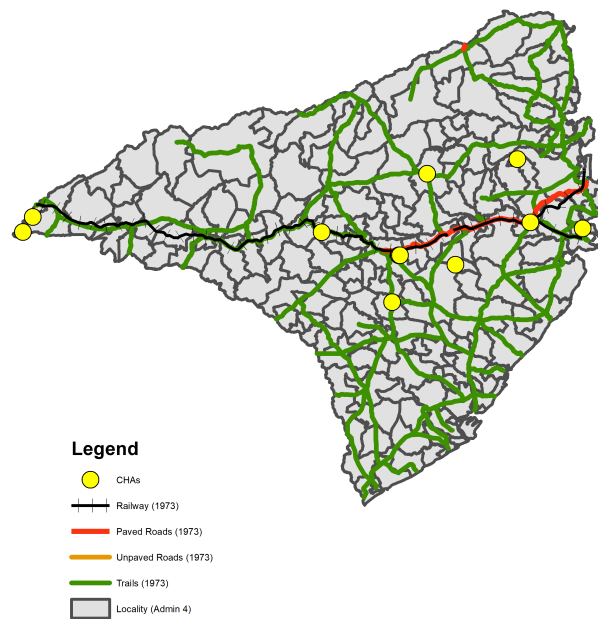 Legend
CHAs
Railway (1973)
Paved Roads (1973)
Unpaved Roads (1973)
Trails (1973)
Locality (Admin 4)